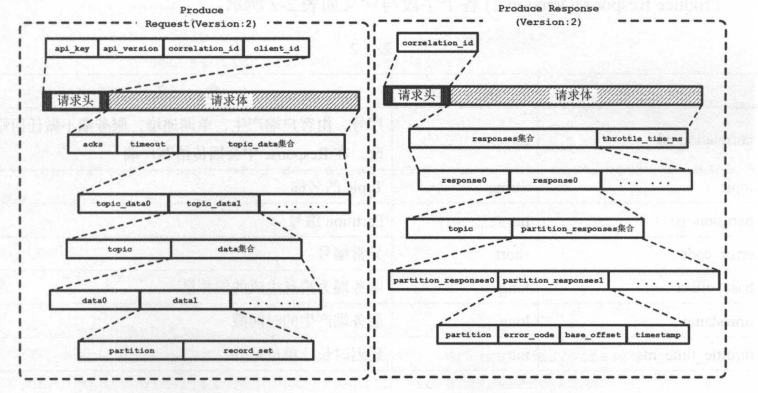 Produce
Request(Version:2)
api_key api_version correlation_id client_id
请求头 请求体
acks timeout topic_data集合
topic_data0 topic_data1 .......
topic data集合
data0 data1 .......
partition record_set
Produce Response
(Version:2)
correlation_id
请求头 请求体
responses集合 throttle_time_ms
response0 response0 .......
topic partition_responses集合
partition_responses0 partition_responses1 .......
partition error_code base_offset timestamp